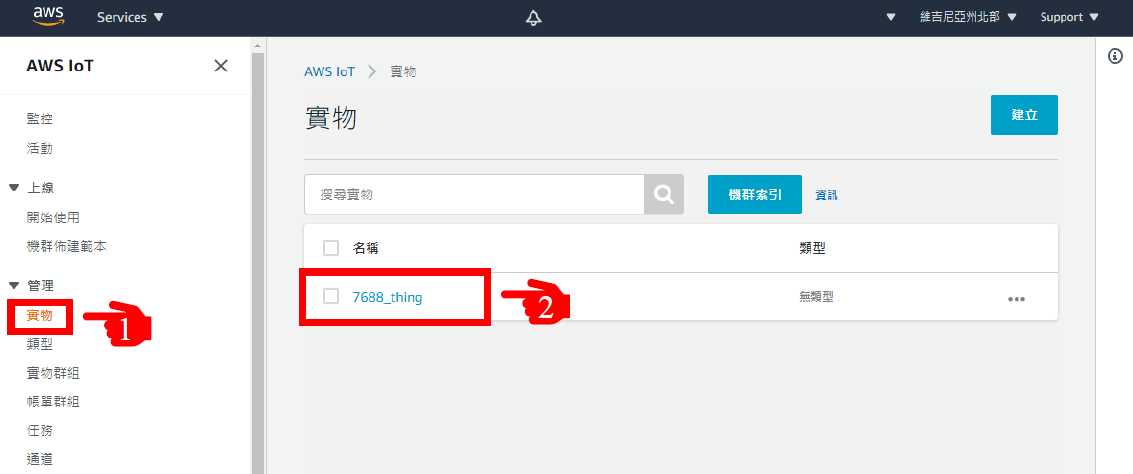 aws
Services
維吉尼亞州北部
Support
AWS IoT
監控
活動
上線
開始使用
機群佈建範本
管理
實物
類型
實物群組
帳單群組
任務
通道
AWS IoT
實物
實物
建立
搜尋實物
機群索引
資訊
名稱
類型
7688_thing
無類型
1
2